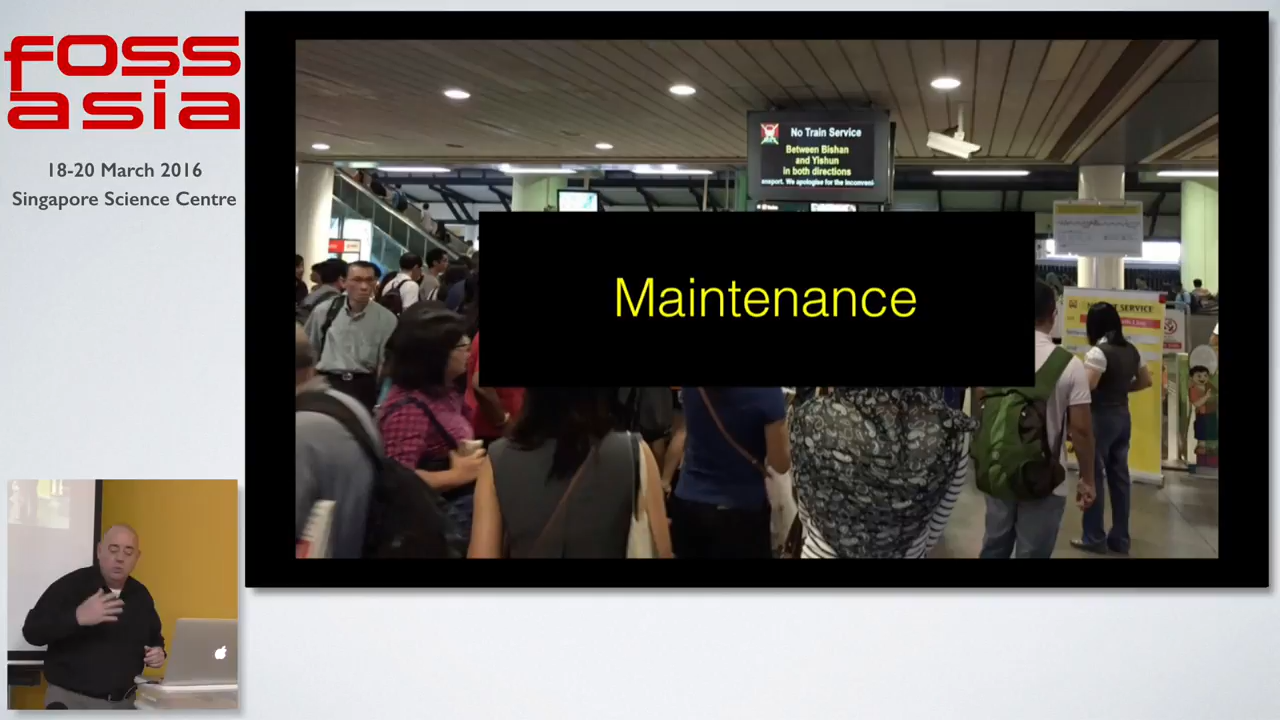 foss
asia
18-20 March 2016
Singapore Science Centre
No Train Service
Between Bishan
and Yishun
in both directions
We apologise for the
Maintenance
SERVICE